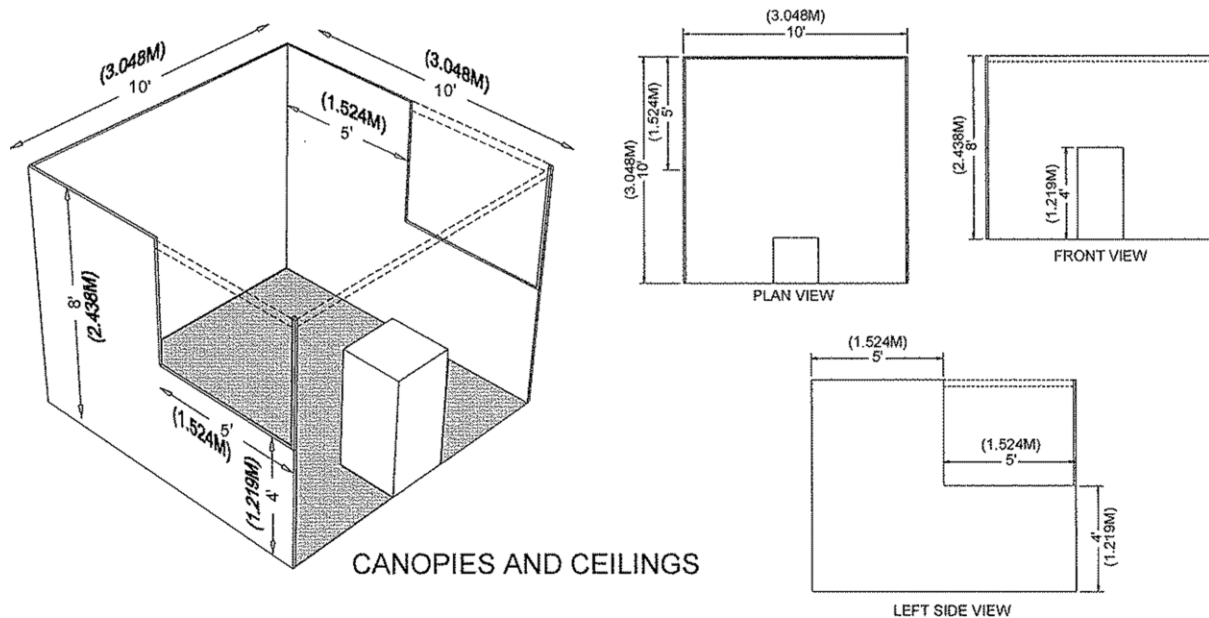 (3.048M)
10'
(3.048M)
10'
(1.524M)
5'
8'
(2.438M)
5'
(1.524M)
4'
(1.219M)
CANOPIES AND CEILINGS
(3.048M)
10'
(3.048M)
10'
(1.524M)
5'
PLAN VIEW
(2.438M)
8'
(1.219M)
4'
FRONT VIEW
(1.524M)
5'
(1.524M)
5'
4'
(1.219M)
LEFT SIDE VIEW